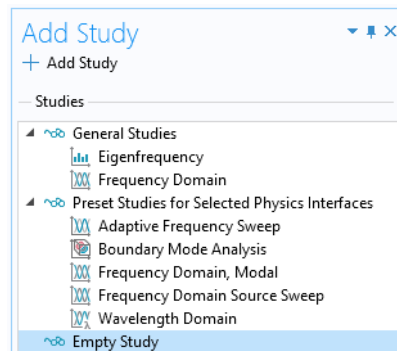 Add Study
Add Study
Studies
General Studies
Eigenfrequency
Frequency Domain
Preset Studies for Selected Physics Interfaces
Adaptive Frequency Sweep
Boundary Mode Analysis
Frequency Domain, Modal
Frequency Domain Source Sweep
Wavelength Domain
Empty Study